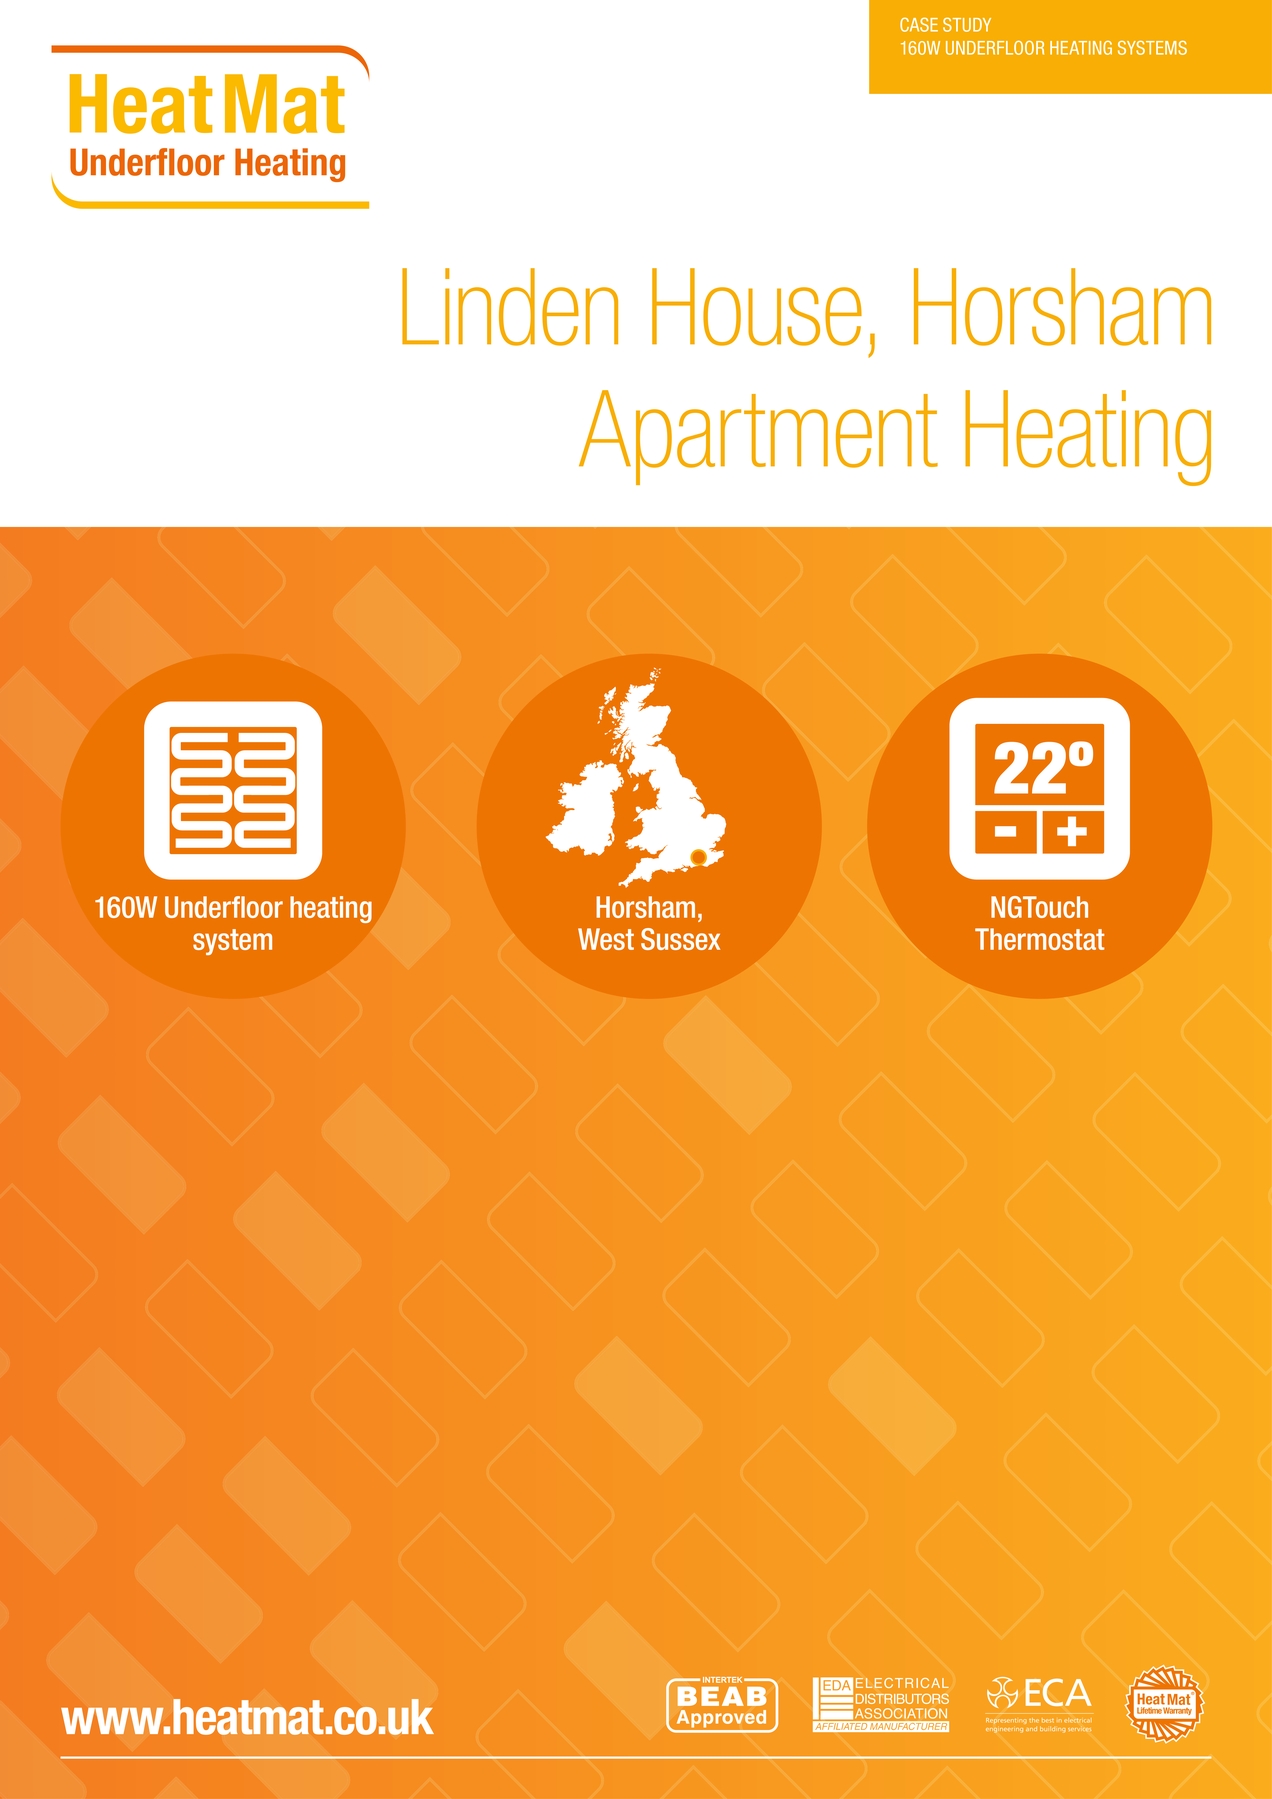 CASE STUDY
160W UNDERFLOOR HEATING SYSTEMS
Heat Mat
Underfloor Heating
Linden House, Horsham
Apartment Heating
22º
- +
160W Underfloor heating
system
Horsham,
West Sussex
NGTouch
Thermostat
www.heatmat.co.uk
INTERTEK
BEAB
Approved
EDA ELECTRICAL
DISTRIBUTORS
ASSOCIATION
AFFILIATED MANUFACTURER
ECA
Representing the best in electrical
engineering and building services
Heat Mat
Lifetime Warranty